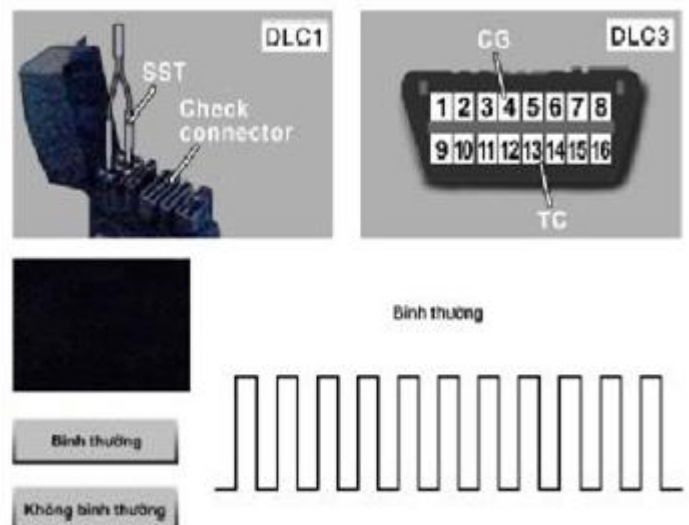 DLC1
SST
Check
connector
DLC3
CG
1 2 3 4 5 6 7 8
9 10 11 12 13 14 15 16
TC
Bình thường
Bình thường
Không bình thường